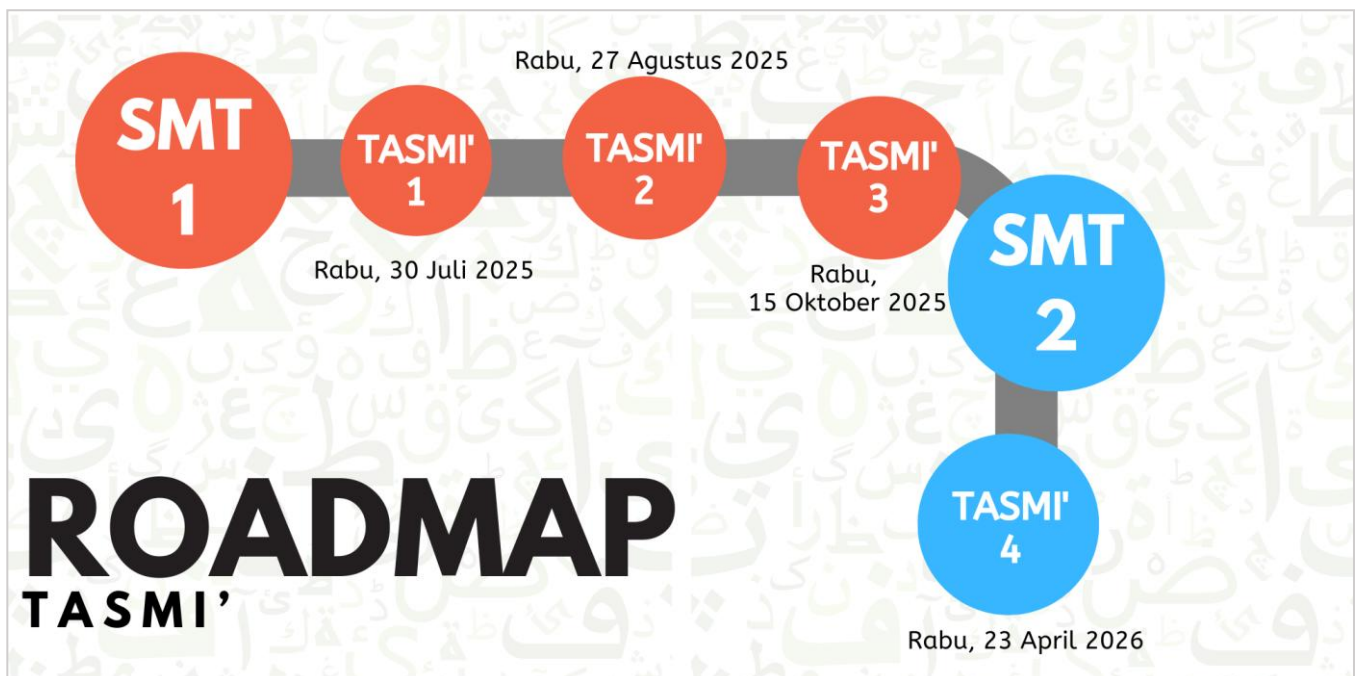 SMT
1
TASMI'
1
Rabu, 30 Juli 2025
Rabu, 27 Agustus 2025
TASMI'
2
TASMI'
3
Rabu,
15 Oktober 2025
SMT
2
TASMI'
4
Rabu, 23 April 2026
ROADMAP
TASMI’